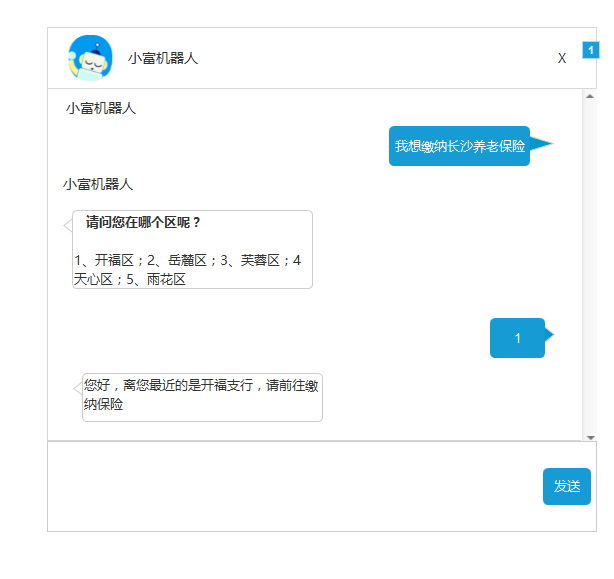 小富机器人
X
1
小富机器人
我想缴纳长沙养老保险
小富机器人
请问您在哪个区呢？
1、开福区；2、岳麓区；3、芙蓉区；4
天心区；5、雨花区
1
您好，离您最近的是开福支行，请前往缴
纳保险
发送